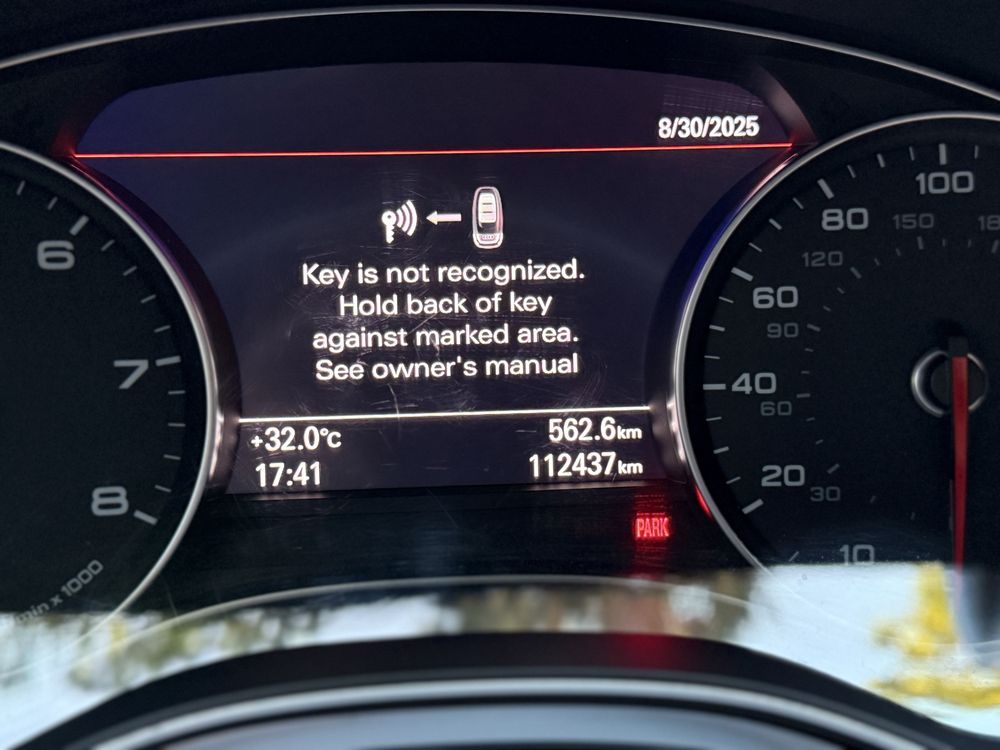 8/30/2025
Key is not recognized.
Hold back of key
against marked area.
See owner's manual
+32.0°C 562.6km
17:41 112437km
PARK
6
7
8
100
80
150
120
60
90
40
60
20
30
10